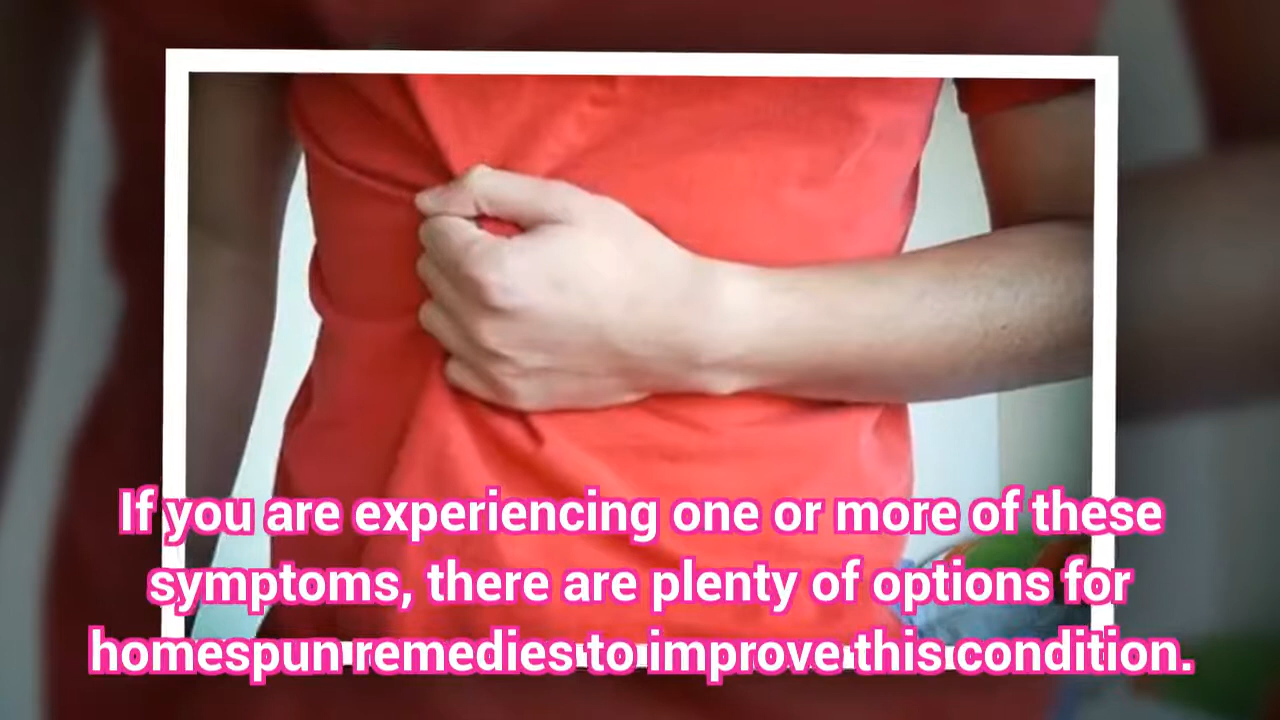 If you are experiencing one or more of these
symptoms, there are plenty of options for
homespun remedies to improve this condition.